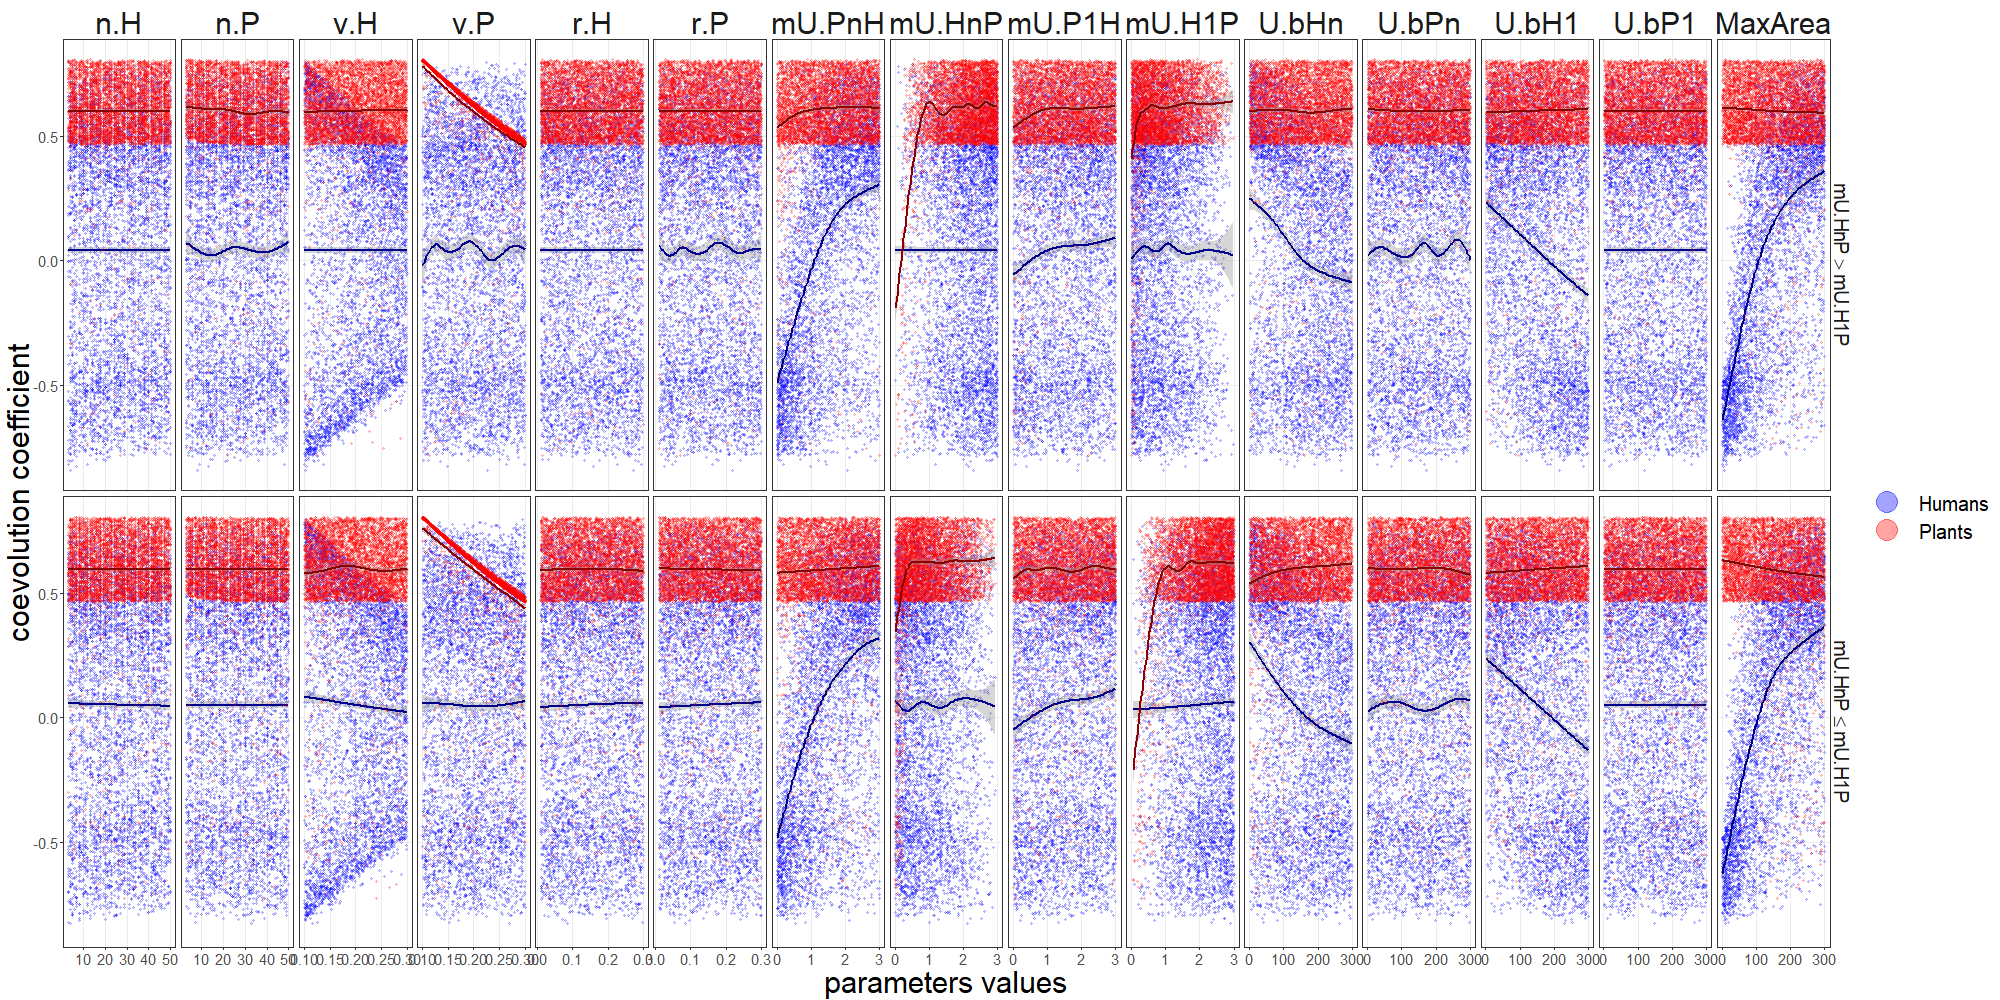 n.H n.P v.H v.P r.H r.P mU.PnH mU.HnP mU.P1H mU.H1P U.bHn U.bPn U.bH1 U.bP1 MaxArea
0.5
0.0
-0.5
mU.HnP > mU.H1P
coevolution coefficient
Humans
Plants
0.5
0.0
-0.5
mU.HnP ≤ mU.H1P
10 20 30 40 50 10 20 30 40 50 0.10 0.15 0.20 0.25 0.30 0.10 0.15 0.20 0.25 0.30 0.0 0.1 0.2 0.3 0.0 0.1 0.2 0.3 0 1 2 3 0 1 2 3 0 1 2 3 0 1 2 3 0 100 200 300 0 100 200 300 0 100 200 300 0 100 200 300 0 100 200 300
parameters values